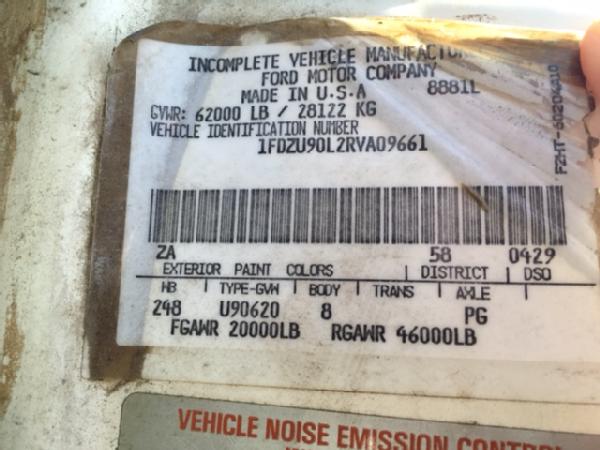 INCOMPLETE VEHICLE MANUFACTUR
FORD MOTOR COMPANY
MADE IN U.S.A
8881L
GVWR: 62000 LB / 28122 KG
VEHICLE IDENTIFICATION NUMBER
1FDZU90L2RVA09661
ZA 58 0429
EXTERIOR PAINT COLORS DISTRICT DSO
WB TYPE-GVW BODY TRANS AXLE
248 U90620 8 PG
FGAWR 20000LB RGAWR 46000LB
VEHICLE NOISE EMISSION CONTROL